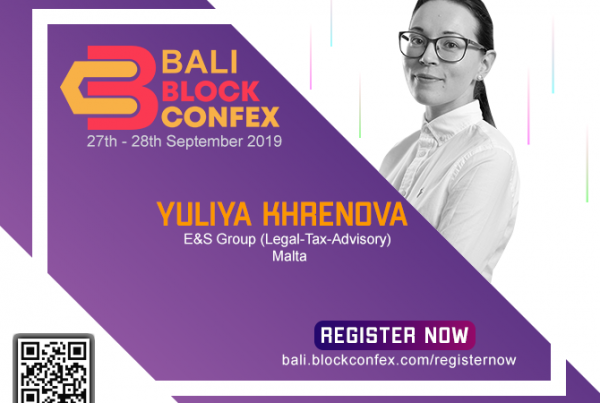 BALI
BLOCK
CONFEX
27th - 28th September 2019
YULIYA KHRENOVA
E&S Group (Legal-Tax-Advisory)
Malta
REGISTER NOW
bali.blockconfex.com/registernow